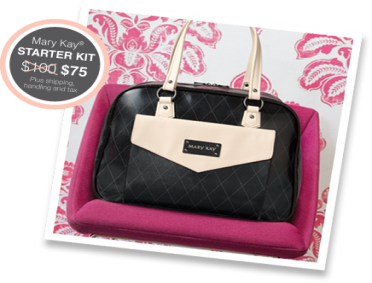 Mary Kay®
STARTER KIT
$100 $75
Plus shipping,
handling and tax.
MARY KAY